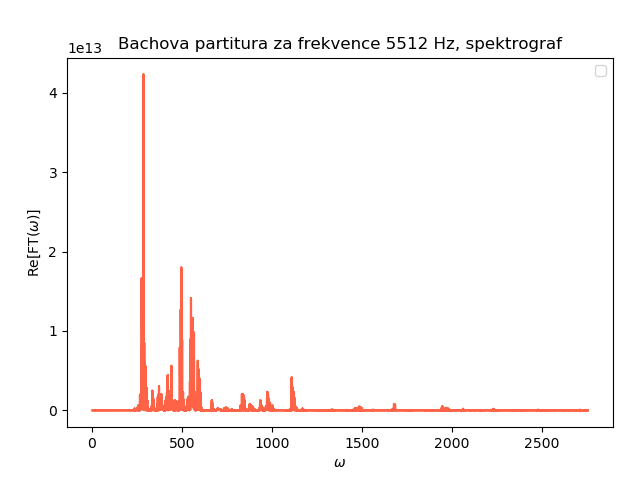 Bachova partitura za frekvence 5512 Hz, spektrograf
1e13
4
3
2
1
0
Re[FT(ω)]
0 500 1000 1500 2000 2500
ω